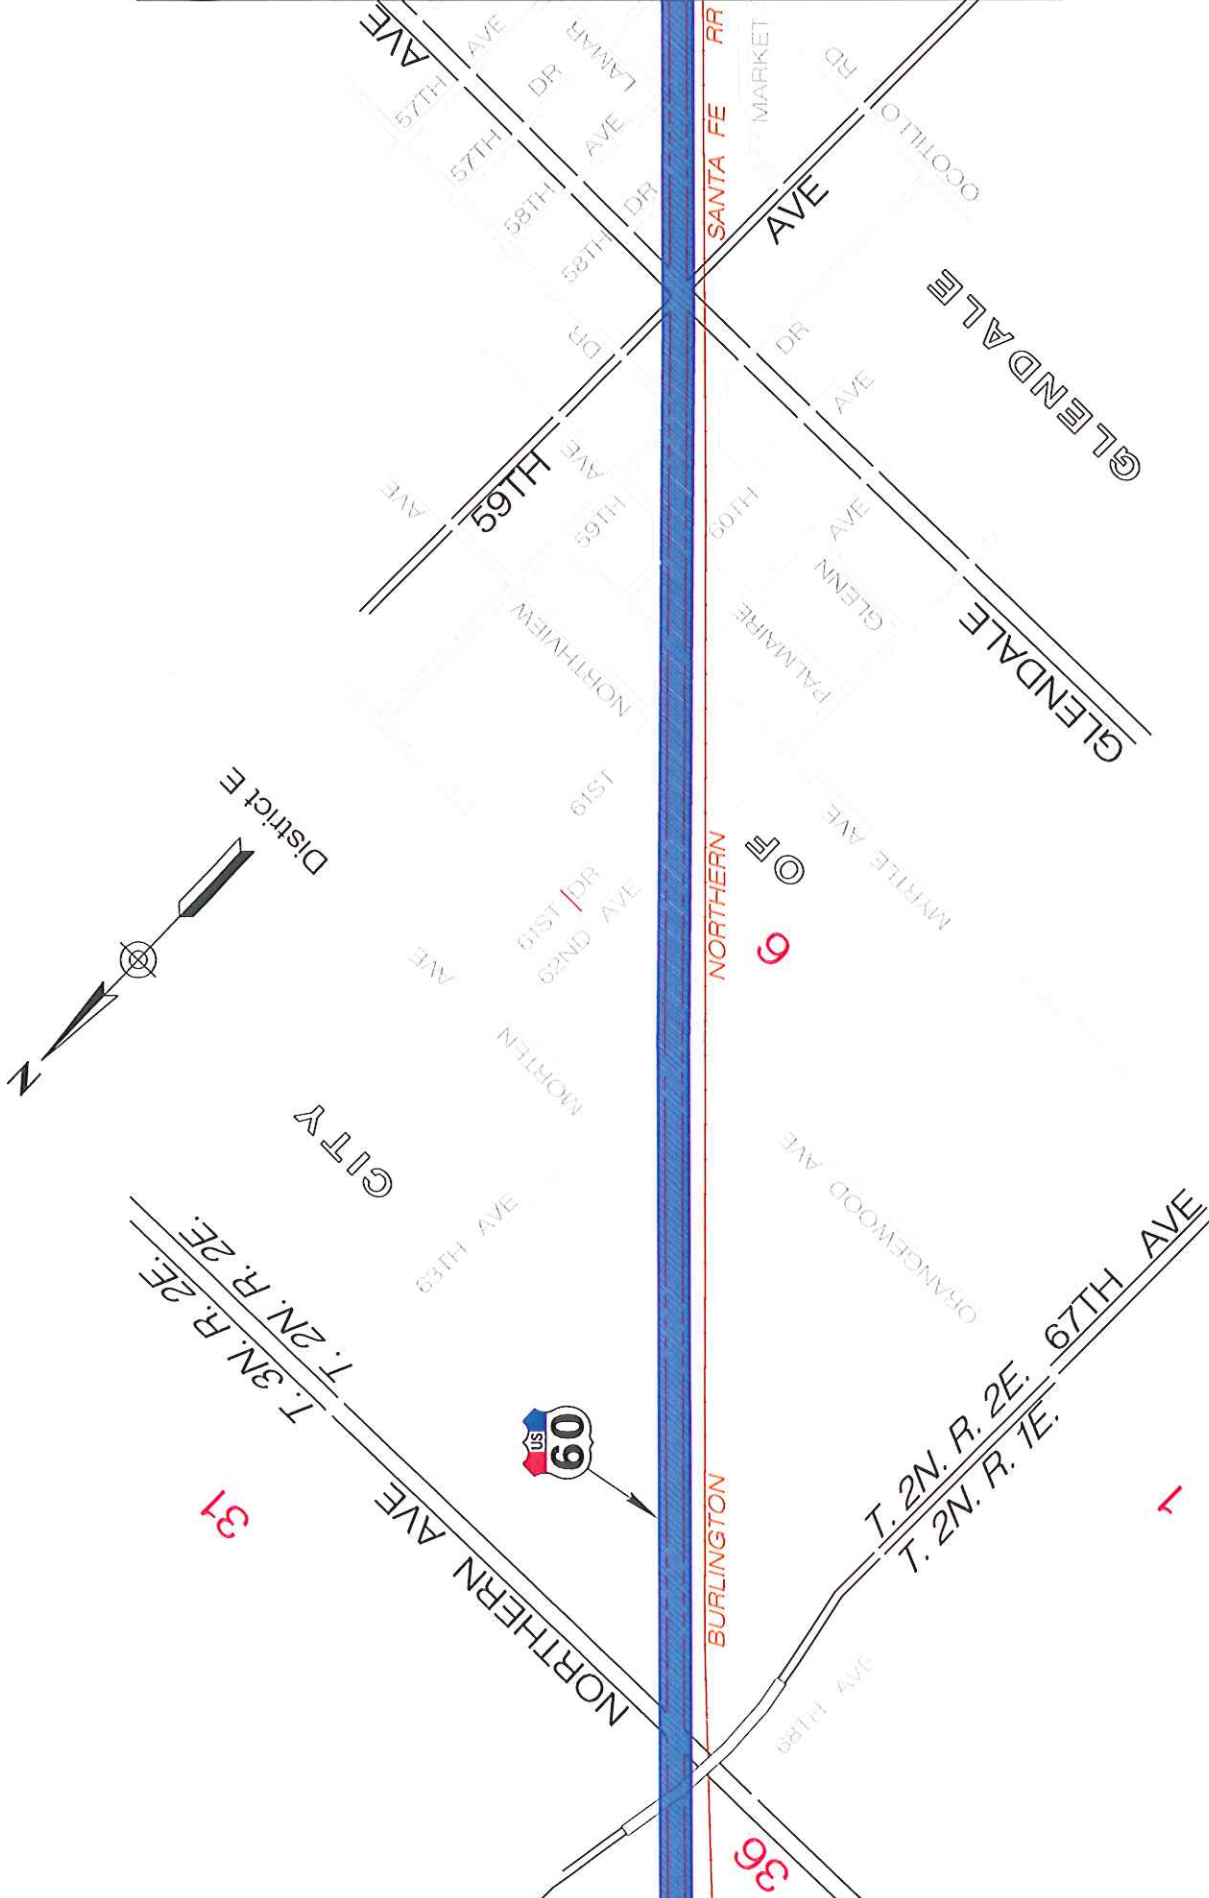 AVE
57TH AVE
57TH DR
LAMAR
58TH AVE
58TH DR
DR
RR
SANTA FE
MARKET
OCOTILLO RD
AVE
GLENDALE
DR
AVE
AVE
59TH
59TH AVE
60TH
AVE
GLENN
PALMAIRE
GLENDALE
NORTHVIEW
61ST
District E
61ST DR
62ND AVE
NORTHERN
OF
6
MYRTLE AVE
AVE
MORTEN
N
CITY
63TH AVE
ORANGEWOOD AVE
67TH AVE
T. 3N. R. 2E.
T. 2N. R. 2E.
T. 2N. R. 2E.
T. 2N. R. 1E.
US
60
31
1
NORTHERN AVE
BURLINGTON
68TH AVE
36